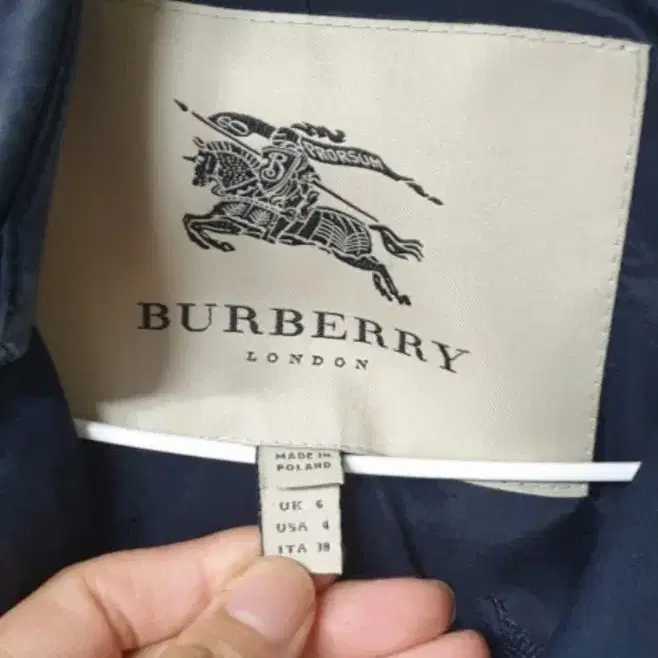 PRORSUM
B
BURBERRY
LONDON
MADE IN
POLAND
UK 6
USA 4
ITA 38